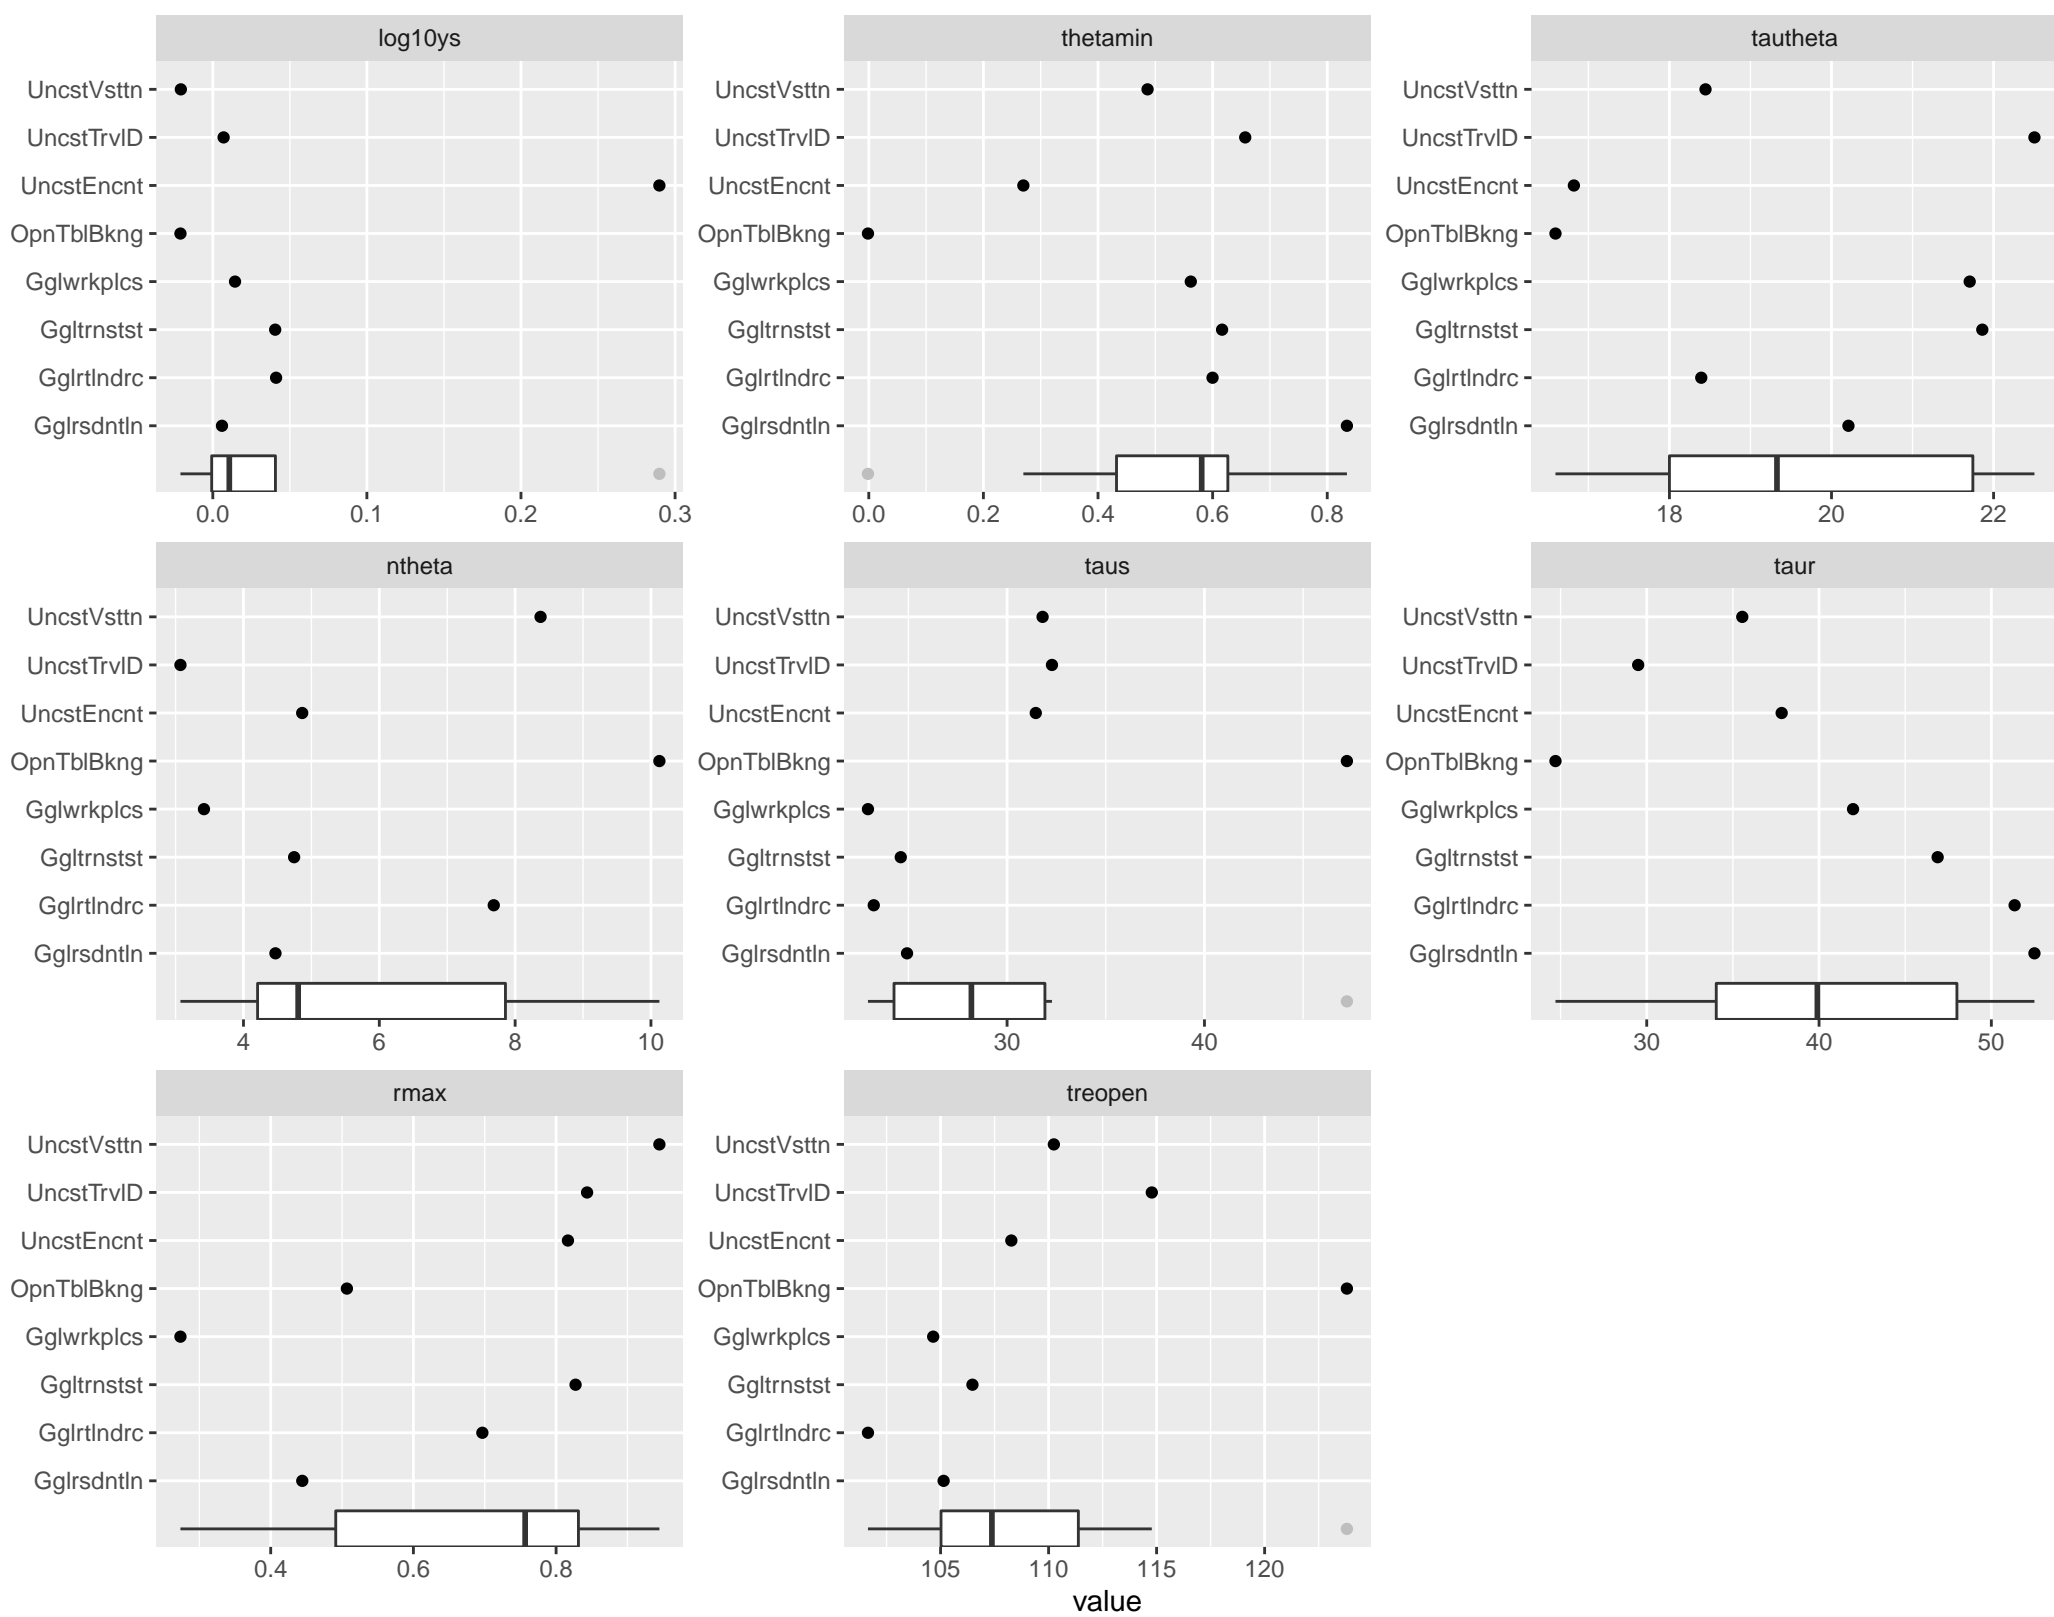 log10ys
UncstVsttn
UncstTrvlD
UncstEncnt
OpnTblBkng
Gglwrkplcs
Ggltrnstst
Gglrtlndrc
Gglrsdntln
0.0 0.1 0.2 0.3
thetamin
UncstVsttn
UncstTrvlD
UncstEncnt
OpnTblBkng
Gglwrkplcs
Ggltrnstst
Gglrtlndrc
Gglrsdntln
0.0 0.2 0.4 0.6 0.8
tautheta
UncstVsttn
UncstTrvlD
UncstEncnt
OpnTblBkng
Gglwrkplcs
Ggltrnstst
Gglrtlndrc
Gglrsdntln
18 20 22
ntheta
UncstVsttn
UncstTrvlD
UncstEncnt
OpnTblBkng
Gglwrkplcs
Ggltrnstst
Gglrtlndrc
Gglrsdntln
4 6 8 10
taus
UncstVsttn
UncstTrvlD
UncstEncnt
OpnTblBkng
Gglwrkplcs
Ggltrnstst
Gglrtlndrc
Gglrsdntln
30 40
taur
UncstVsttn
UncstTrvlD
UncstEncnt
OpnTblBkng
Gglwrkplcs
Ggltrnstst
Gglrtlndrc
Gglrsdntln
30 40 50
rmax
UncstVsttn
UncstTrvlD
UncstEncnt
OpnTblBkng
Gglwrkplcs
Ggltrnstst
Gglrtlndrc
Gglrsdntln
0.4 0.6 0.8
treopen
UncstVsttn
UncstTrvlD
UncstEncnt
OpnTblBkng
Gglwrkplcs
Ggltrnstst
Gglrtlndrc
Gglrsdntln
105 110 115 120
value